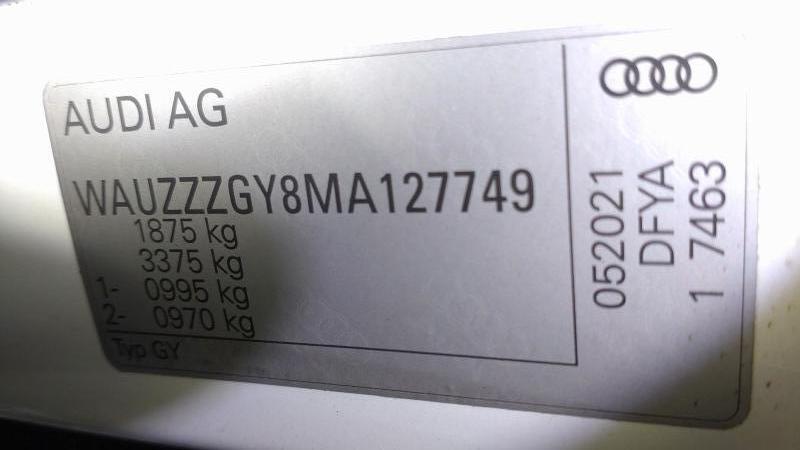 AUDI AG
WAUZZZGY8MA127749
1875 kg
3375 kg
1- 0995 kg
2- 0970 kg
Typ GY
052021
DFYA
1 7463